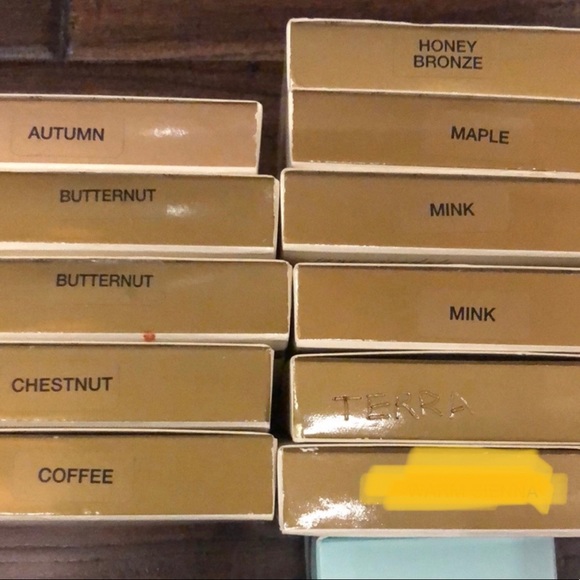 AUTUMN
BUTTERNUT
BUTTERNUT
CHESTNUT
COFFEE
HONEY
BRONZE
MAPLE
MINK
MINK
TERRA